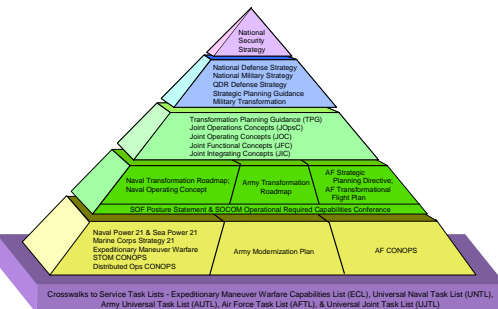 National
Security
Strategy
National Defense Strategy
National Military Strategy
QDR Defense Strategy
Strategic Planning Guidance
Military Transformation
Transformation Planning Guidance (TPG)
Joint Operations Concepts (JOpsC)
Joint Operating Concepts (JOC)
Joint Functional Concepts (JFC)
Joint Integrating Concepts (JIC)
Naval Transformation Roadmap;
Naval Operating Concept
Army Transformation
Roadmap
AF Strategic
Planning Directive;
AF Transformational
Flight Plan
SOF Posture Statement & SOCOM Operational Required Capabilities Conference
Naval Power 21 & Sea Power 21
Marine Corps Strategy 21
Expeditionary Maneuver Warfare
STOM CONOPS
Distributed Ops CONOPS
Army Modernization Plan
AF CONOPS
Crosswalks to Service Task Lists - Expeditionary Maneuver Warfare Capabilities List (ECL), Universal Naval Task List (UNTL),
Army Universal Task List (AUTL), Air Force Task List (AFTL), & Universal Joint Task List (UJTL)